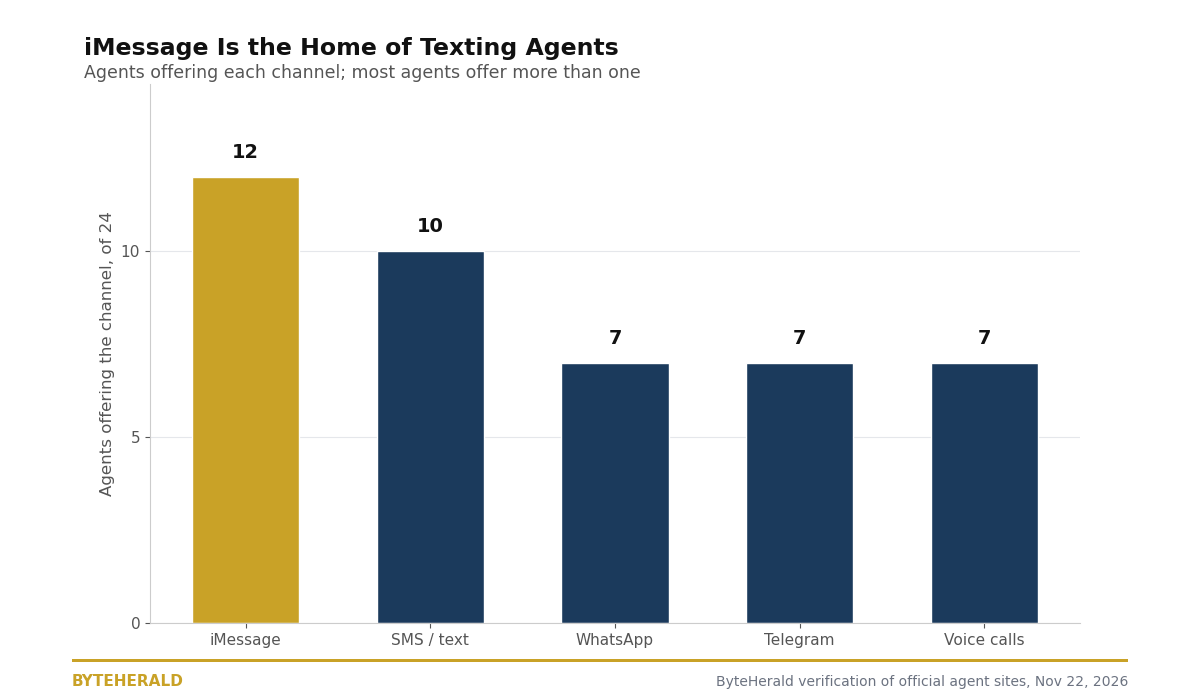 iMessage Is the Home of Texting Agents
Agents offering each channel; most agents offer more than one
Agents offering the channel, of 24
10
5
0
12
10
7
7
7
iMessage
SMS / text
WhatsApp
Telegram
Voice calls
BYTEHERALD
ByteHerald verification of official agent sites, Nov 22, 2026